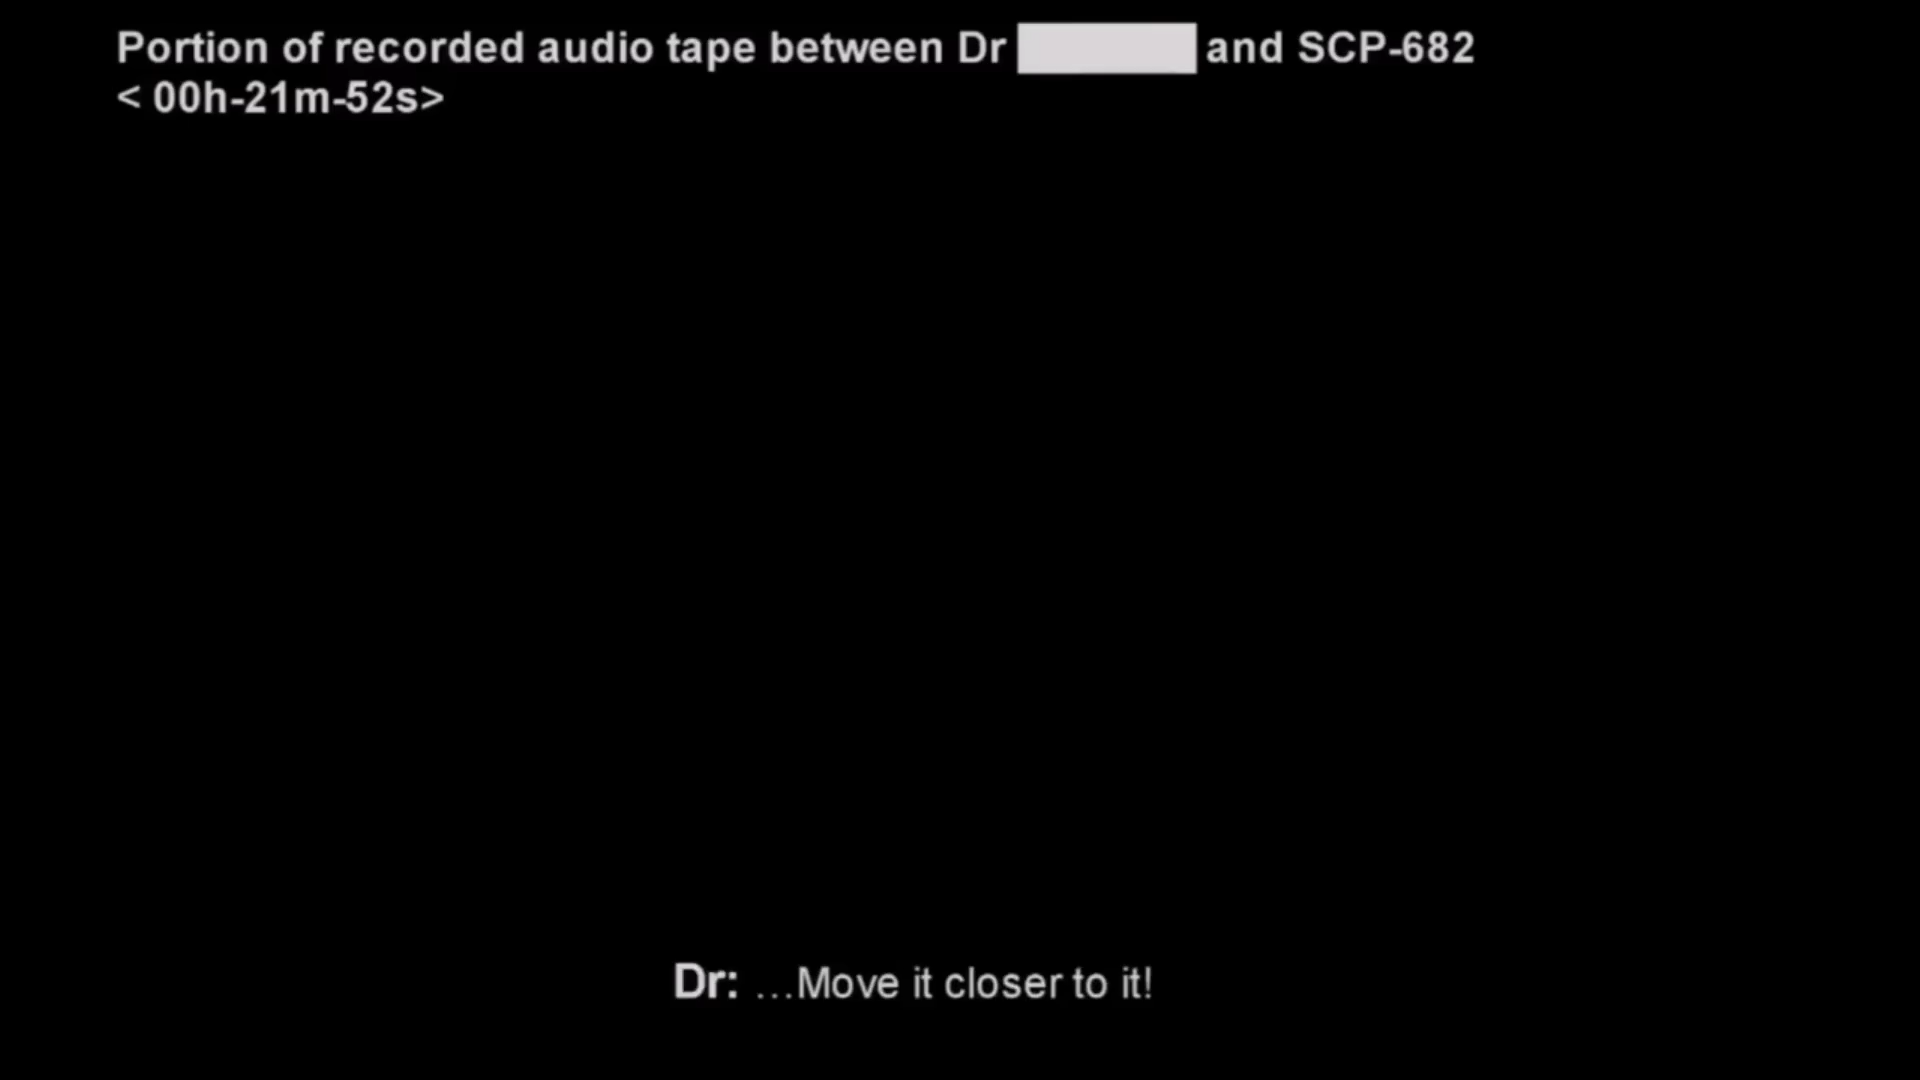 Portion of recorded audio tape between Dr and SCP-682
< 00h-21m-52s>
Dr: ...Move it closer to it!